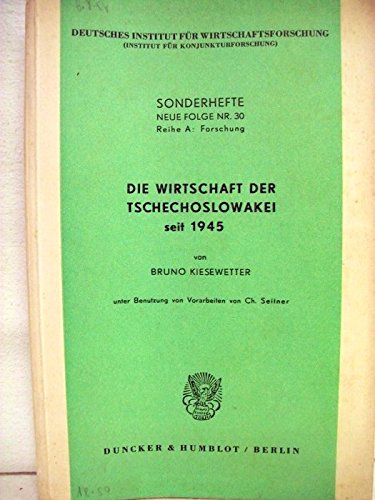 DEUTSCHES INSTITUT FÜR WIRTSCHAFTSFORSCHUNG
(INSTITUT FÜR KONJUNKTURFORSCHUNG)
SONDERHEFTE
NEUE FOLGE NR. 30
Reihe A: Forschung
DIE WIRTSCHAFT DER
TSCHECHOSLOWAKEI
seit 1945
von
BRUNO KIESEWETTER
unter Benutzung von Vorarbeiten von Ch. Seitner
DUNCKER & HUMBLOT / BERLIN